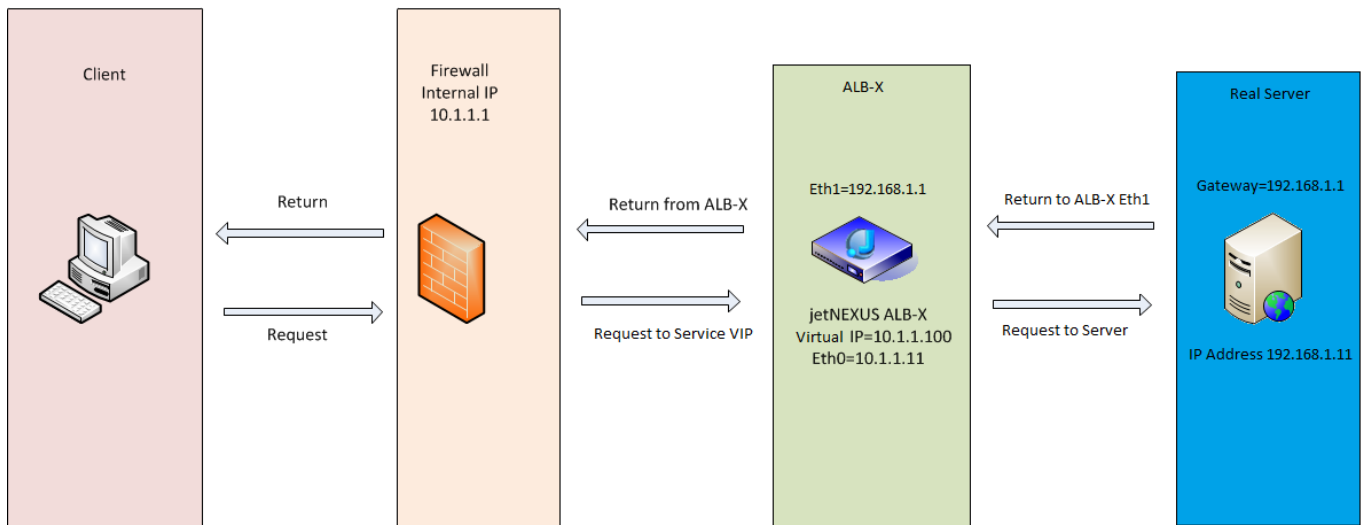 Client
Return
Request
Firewall
Internal IP
10.1.1.1
Return from ALB-X
Request to Service VIP
ALB-X
Eth1=192.168.1.1
jetNEXUS ALB-X
Virtual IP=10.1.1.100
Eth0=10.1.1.11
Return to ALB-X Eth1
Request to Server
Real Server
Gateway=192.168.1.1
IP Address 192.168.1.11